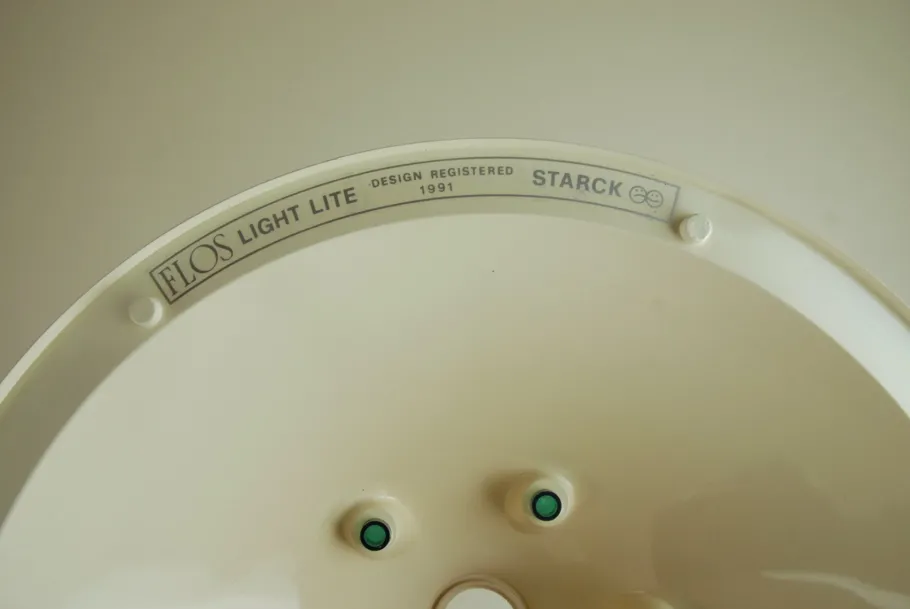 FLOS LIGHT LITE DESIGN REGISTERED
1991
STARCK